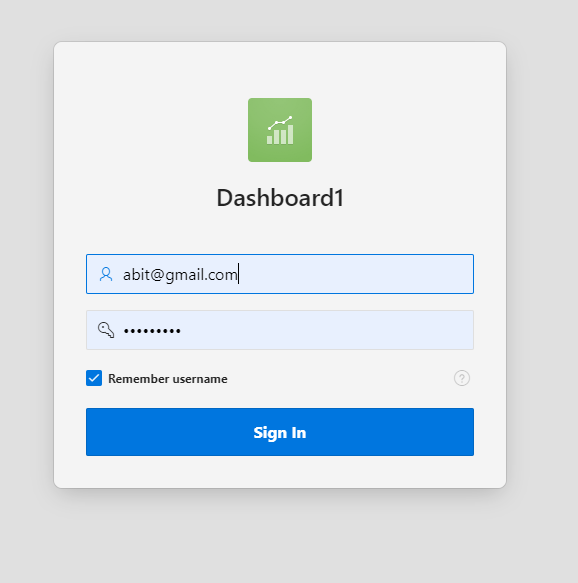 Dashboard1
abit@gmail.com
•••••••••
Remember username
?
Sign In